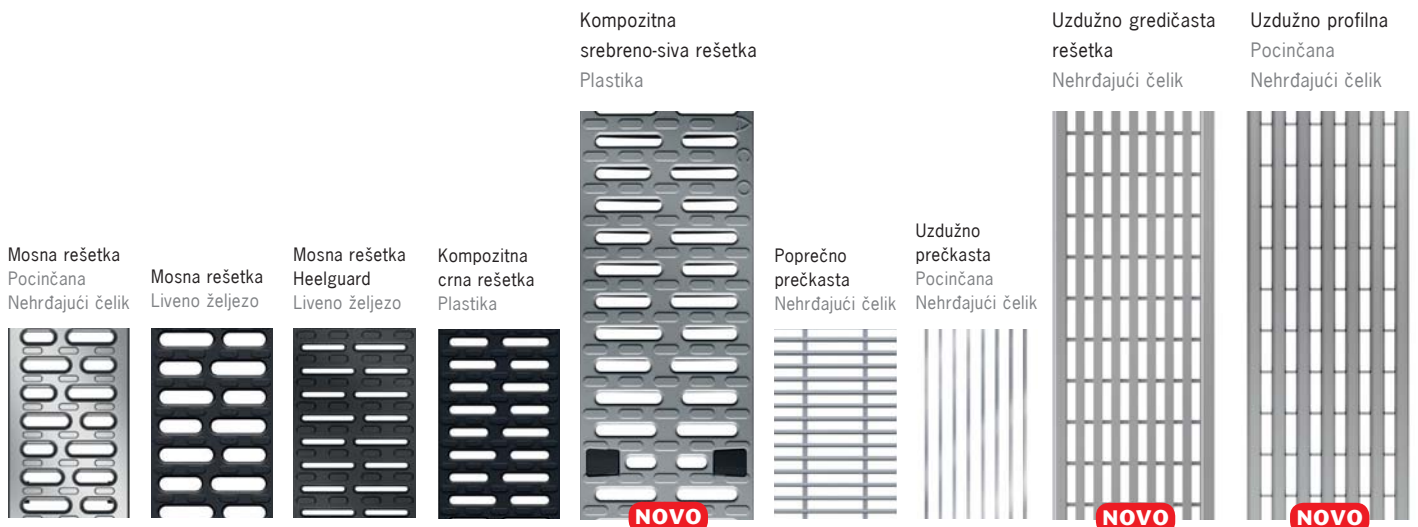 Mosna rešetka
Pocinčana
Nehrđajući čelik
Mosna rešetka
Liveno željezo
Mosna rešetka
Heelguard
Liveno željezo
Kompozitna
crna rešetka
Plastika
Kompozitna
srebreno-siva rešetka
Plastika
ACO
NOVO
Poprečno
prečkasta
Nehrđajući čelik
Uzdužno
prečkasta
Pocinčana
Nehrđajući čelik
Uzdužno gredičasta
rešetka
Nehrđajući čelik
NOVO
Uzdužno profilna
Pocinčana
Nehrđajući čelik
NOVO